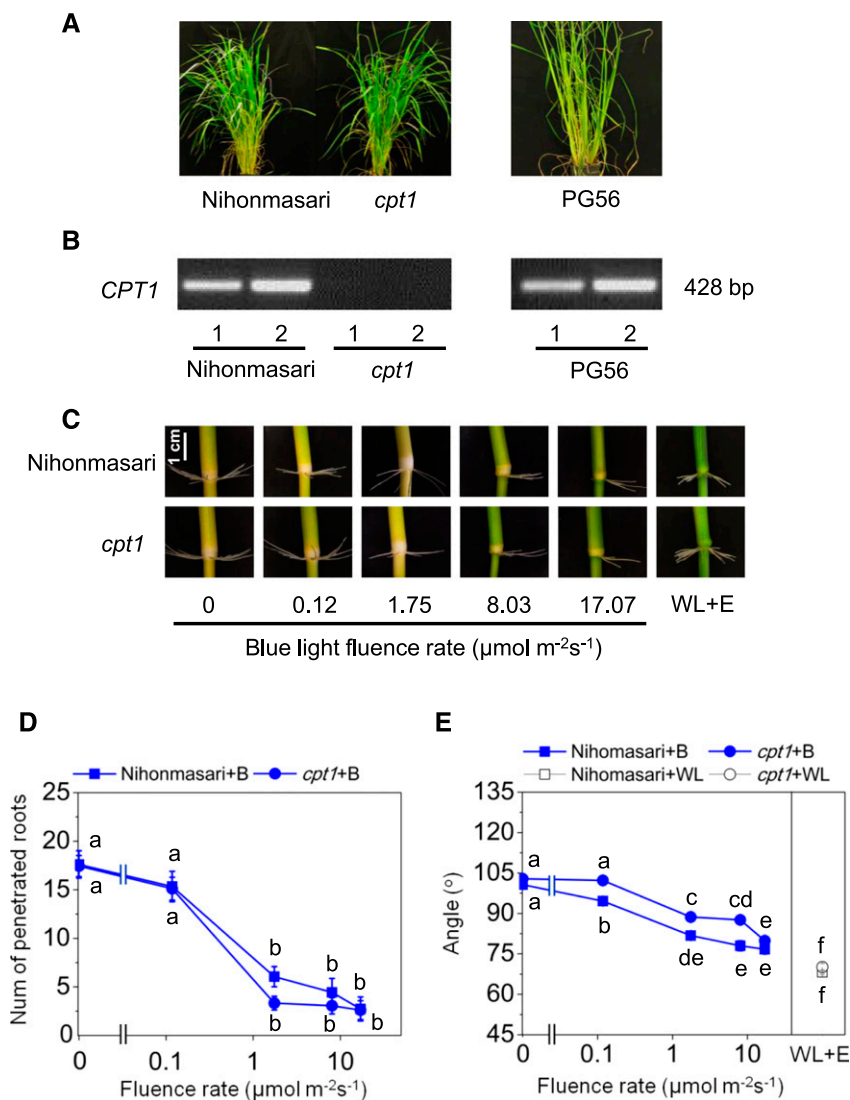 A
Nihonmasari cpt1 PG56
B
CPT1 428 bp
1 2 1 2 1 2
Nihonmasari cpt1 PG56
C
1 cm
Nihonmasari
cpt1
0 0.12 1.75 8.03 17.07 WL+E
Blue light fluence rate (µmol m-2s-1)
D
Nihonmasari+B cpt1+B
25
20
15
10
5
0
Num of penetrated roots
a
a
a
a
b
b
b
b
b
b
0 0.1 1 10
Fluence rate (µmol m-2s-1)
E
Nihomasari+B cpt1+B
Nihomasari+WL cpt1+WL
135
120
105
90
75
60
45
Angle (°)
a
a
a
b
c
de
cd
e
e
e
f
f
0 0.1 1 10 WL+E
Fluence rate (µmol m-2s-1)